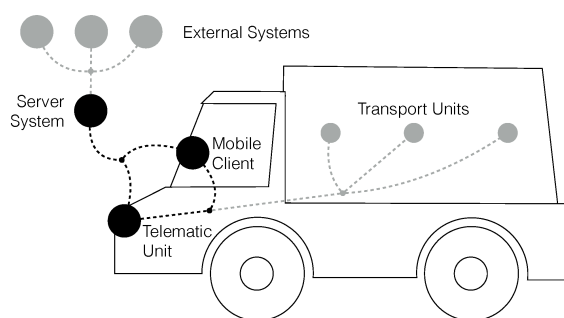 External Systems
Server
System
Transport Units
Mobile
Client
Telematic
Unit